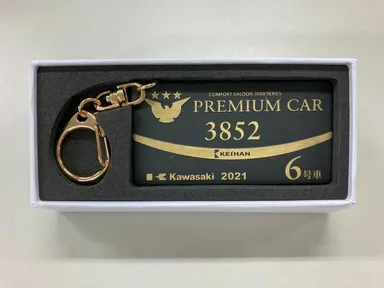 COMFORT SALOON 3000 SERIES
PREMIUM CAR
3852
KEIHAN
6号車
Kawasaki 2021